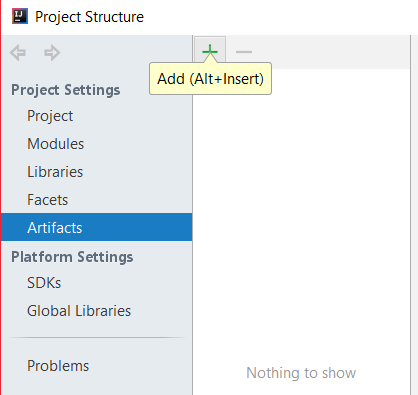 Project Structure
Add (Alt+Insert)
Project Settings
Project
Modules
Libraries
Facets
Artifacts
Platform Settings
SDKs
Global Libraries
Problems
Nothing to show